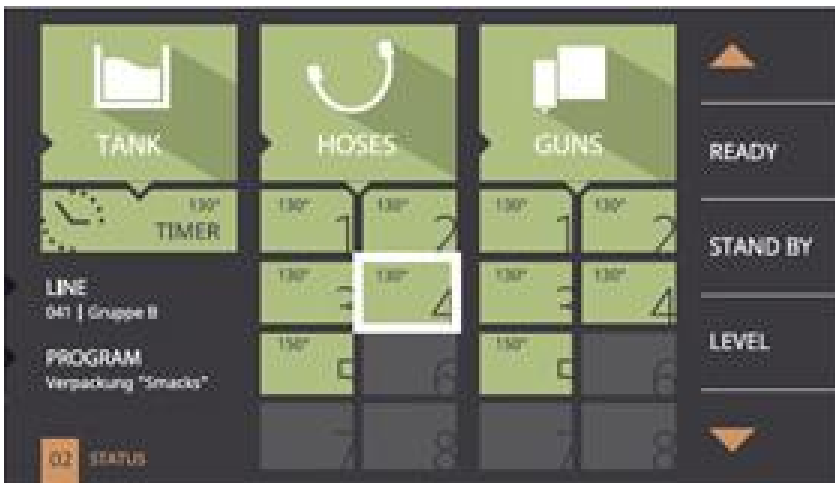 TANK
HOSES
GUNS
READY
130°
TIMER
130°
1
130°
2
130°
1
130°
2
STAND BY
LINE
041 | Gruppe B
130°
3
130°
4
130°
3
130°
4
LEVEL
PROGRAM
Verpackung "Smacks"
150°
5
6
150°
5
6
02 STATUS
7
8
7
8